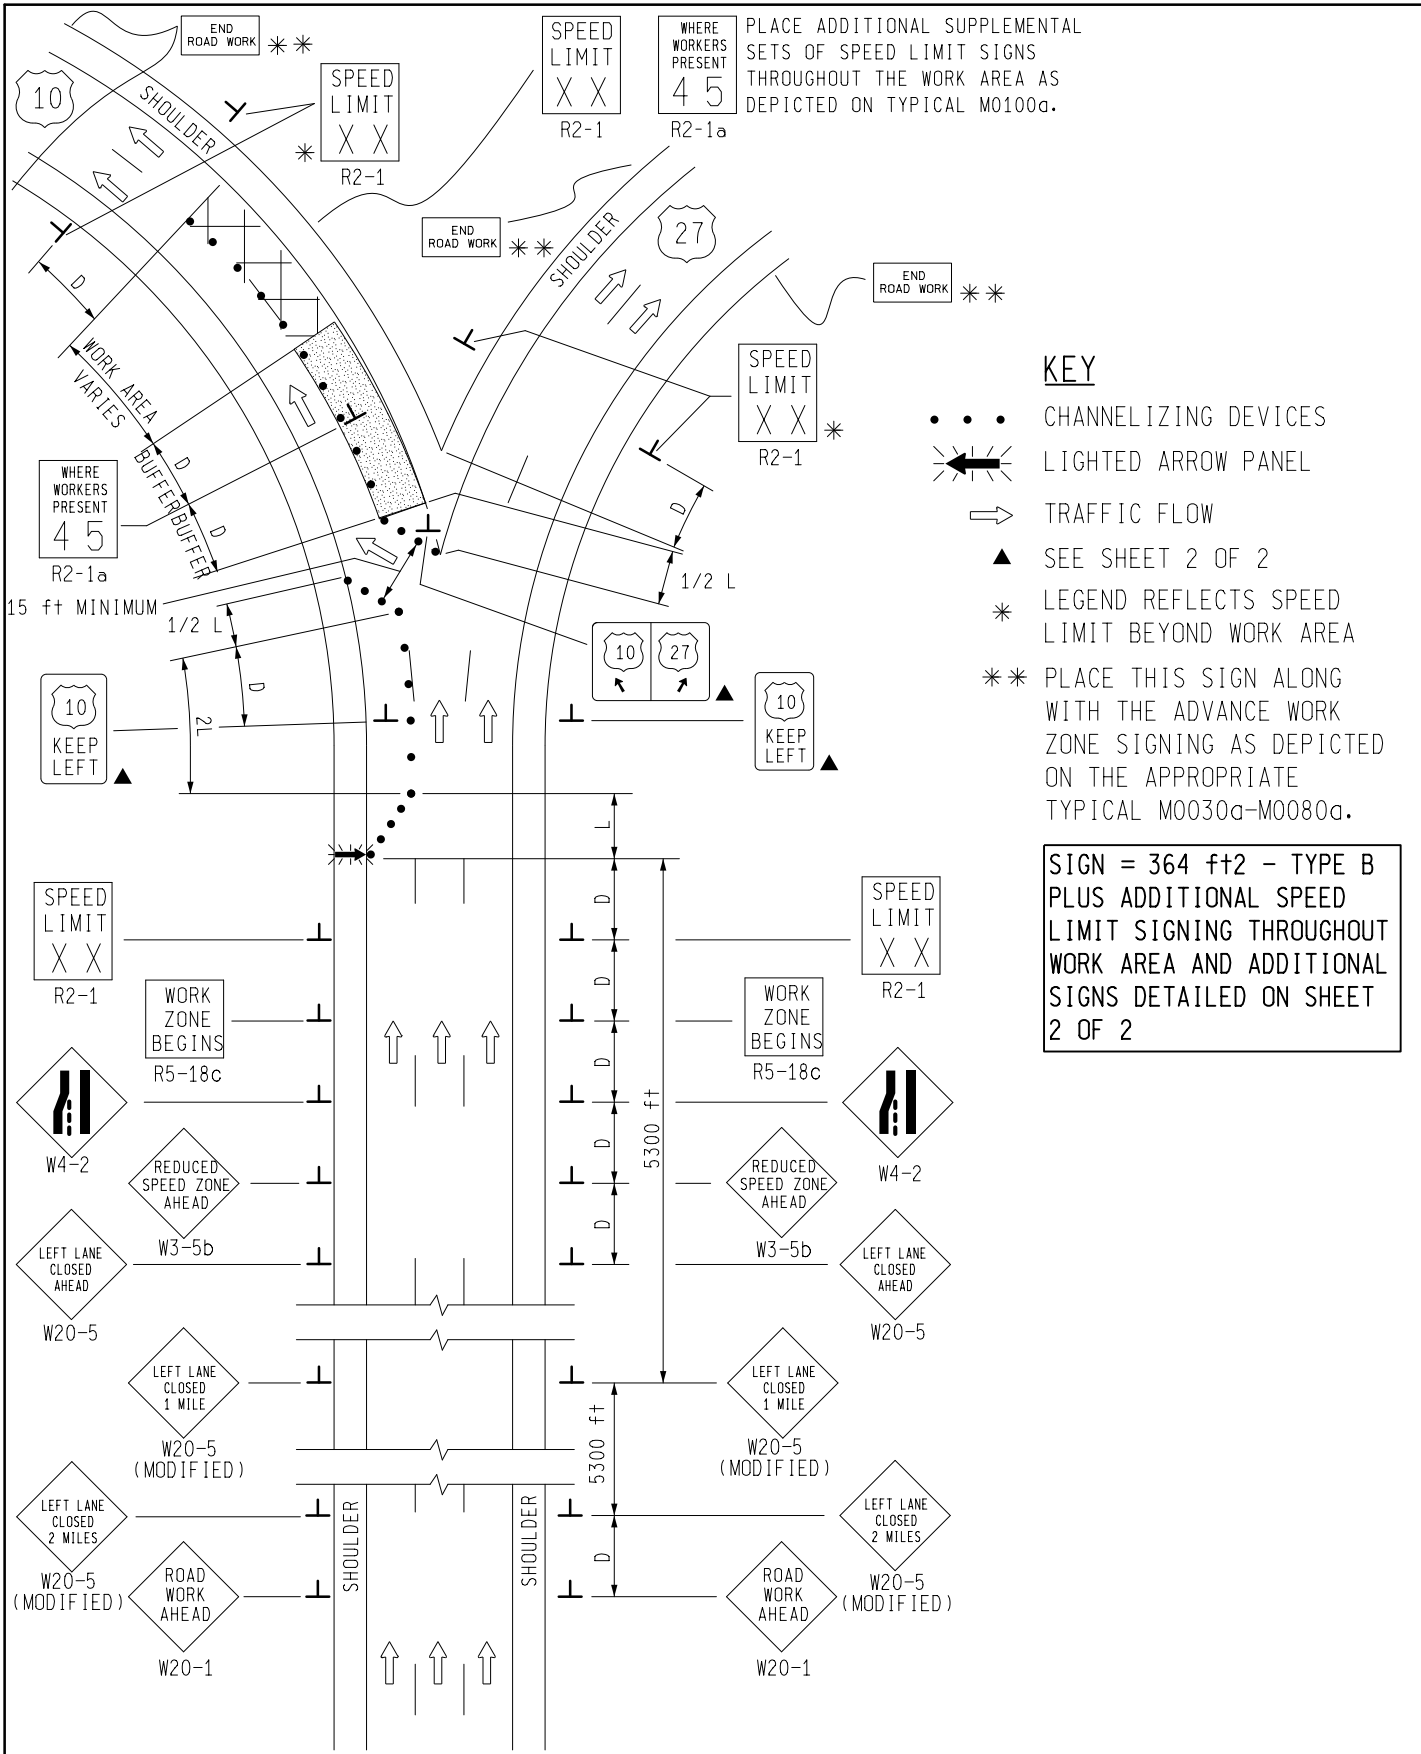 END
ROAD WORK **
SPEED
LIMIT
X X
R2-1
WHERE
WORKERS
PRESENT
45
R2-1a
PLACE ADDITIONAL SUPPLEMENTAL
SETS OF SPEED LIMIT SIGNS
THROUGHOUT THE WORK AREA AS
DEPICTED ON TYPICAL M0100a.
10
SHOULDER
SPEED
LIMIT
X X
*
R2-1
END
ROAD WORK **
SHOULDER
27
END
ROAD WORK **
D
WORK AREA
VARIES
D
BUFFER
D
BUFFER
SPEED
LIMIT
X X
*
R2-1
D
1/2 L
WHERE
WORKERS
PRESENT
45
R2-1a
15 ft MINIMUM
1/2 L
D
2L
10
KEEP
LEFT
10
27
10
KEEP
LEFT
L
KEY
CHANNELIZING DEVICES
LIGHTED ARROW PANEL
TRAFFIC FLOW
SEE SHEET 2 OF 2
* LEGEND REFLECTS SPEED
LIMIT BEYOND WORK AREA
** PLACE THIS SIGN ALONG
WITH THE ADVANCE WORK
ZONE SIGNING AS DEPICTED
ON THE APPROPRIATE
TYPICAL M0030a-M0080a.
SIGN = 364 ft2 - TYPE B
PLUS ADDITIONAL SPEED
LIMIT SIGNING THROUGHOUT
WORK AREA AND ADDITIONAL
SIGNS DETAILED ON SHEET
2 OF 2
SPEED
LIMIT
X X
R2-1
D
SPEED
LIMIT
X X
R2-1
WORK
ZONE
BEGINS
R5-18c
D
WORK
ZONE
BEGINS
R5-18c
D
W4-2
5300 ft
W4-2
D
REDUCED
SPEED ZONE
AHEAD
W3-5b
REDUCED
SPEED ZONE
AHEAD
W3-5b
D
LEFT LANE
CLOSED
AHEAD
W20-5
LEFT LANE
CLOSED
AHEAD
W20-5
LEFT LANE
CLOSED
1 MILE
W20-5
(MODIFIED)
LEFT LANE
CLOSED
1 MILE
W20-5
(MODIFIED)
5300 ft
LEFT LANE
CLOSED
2 MILES
W20-5
(MODIFIED)
LEFT LANE
CLOSED
2 MILES
W20-5
(MODIFIED)
SHOULDER
SHOULDER
D
ROAD
WORK
AHEAD
W20-1
ROAD
WORK
AHEAD
W20-1